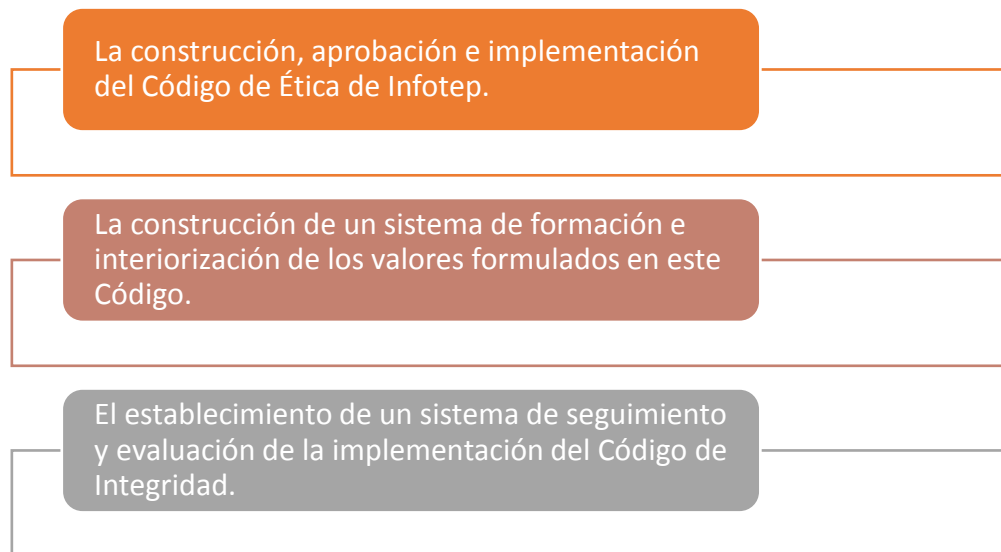 La construcción, aprobación e implementación
del Código de Ética de Infotep.
La construcción de un sistema de formación e
interiorización de los valores formulados en este
Código.
El establecimiento de un sistema de seguimiento
y evaluación de la implementación del Código de
Integridad.